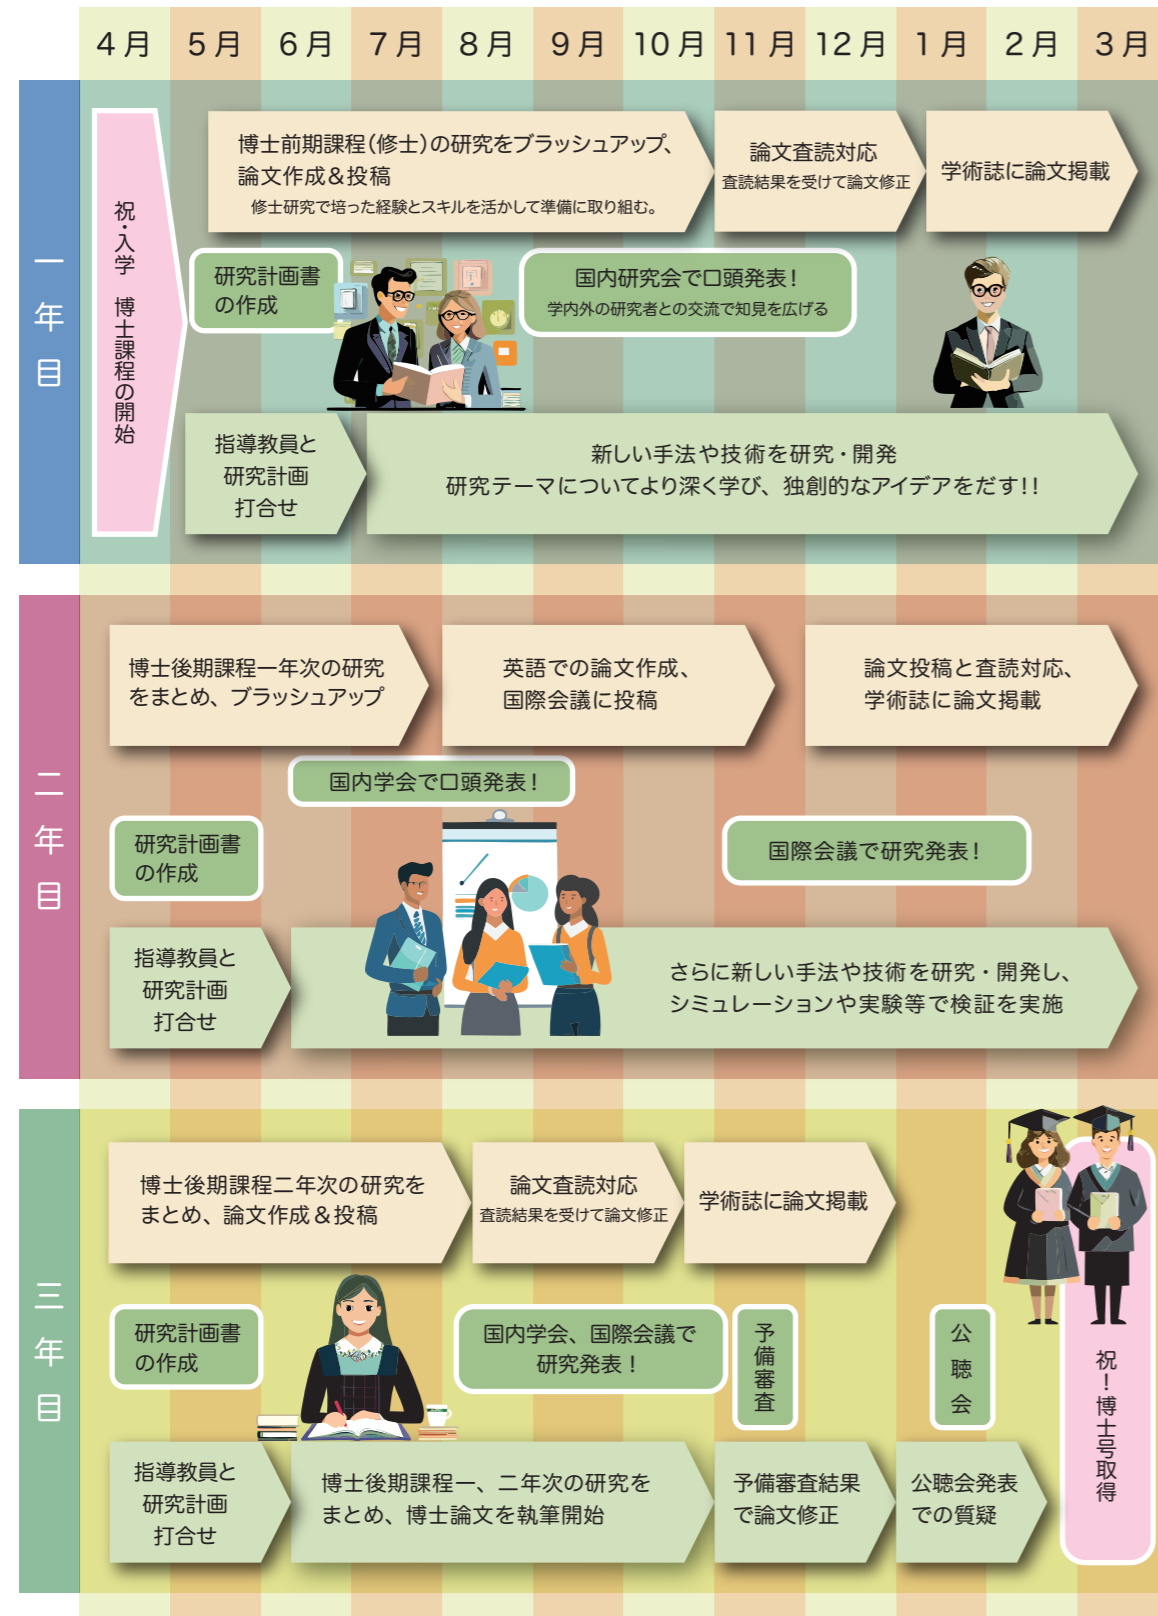 4月 5月 6月 7月 8月 9月 10月 11月 12月 1月 2月 3月
一年目
祝・入学 博士課程の開始
博士前期課程(修士)の研究をブラッシュアップ、
論文作成&投稿
修士研究で培った経験とスキルを活かして準備に取り組む。
論文査読対応
査読結果を受けて論文修正
学術誌に論文掲載
研究計画書
の作成
国内研究会で口頭発表!
学内外の研究者との交流で知見を広げる
指導教員と
研究計画
打合せ
新しい手法や技術を研究・開発
研究テーマについてより深く学び、独創的なアイデアをだす!!
二年目
博士後期課程一年次の研究
をまとめ、ブラッシュアップ
英語での論文作成、
国際会議に投稿
論文投稿と査読対応、
学術誌に論文掲載
国内学会で口頭発表!
研究計画書
の作成
国際会議で研究発表!
指導教員と
研究計画
打合せ
さらに新しい手法や技術を研究・開発し、
シミュレーションや実験等で検証を実施
三年目
博士後期課程二年次の研究を
まとめ、論文作成&投稿
論文査読対応
査読結果を受けて論文修正
学術誌に論文掲載
研究計画書
の作成
国内学会、国際会議で
研究発表!
予備審査
公聴会
祝!博士号取得
指導教員と
研究計画
打合せ
博士後期課程一、二年次の研究を
まとめ、博士論文を執筆開始
予備審査結果
で論文修正
公聴会発表
での質疑